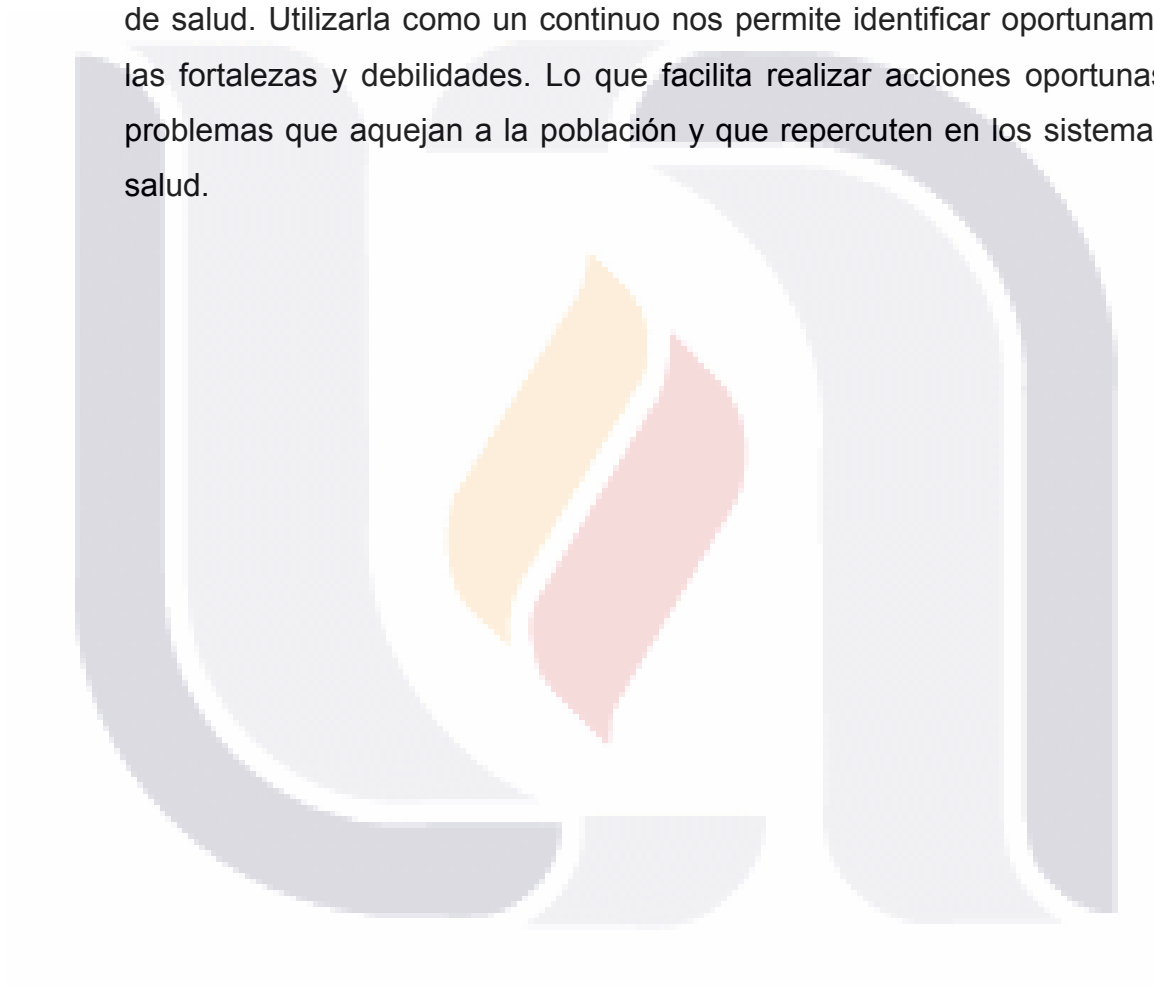 de salud. Utilizarla como un continuo nos permite identificar oportunam
las fortalezas y debilidades. Lo que facilita realizar acciones oportunas
problemas que aquejan a la población y que repercuten en los sistema
salud.